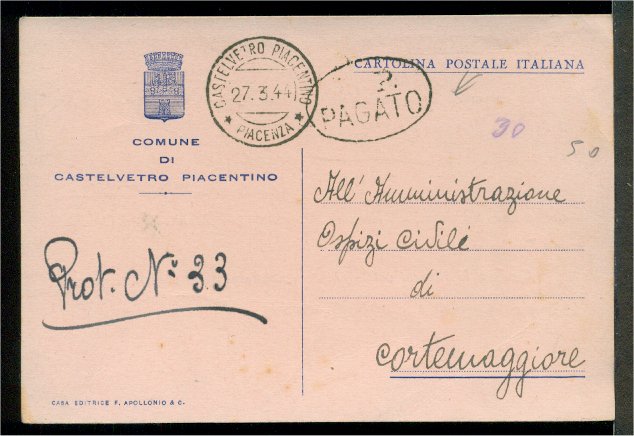 CARTOLINA POSTALE ITALIANA
CASTELVETRO PIACENTINO
27.3.44
PIACENZA
PAGATO
COMUNE
DI
CASTELVETRO PIACENTINO
30
50
All' Amministrazione
Ospizi Civili
di
Cortemaggiore
Prot. N° 33
CASA EDITRICE F. APOLLONIO & C.